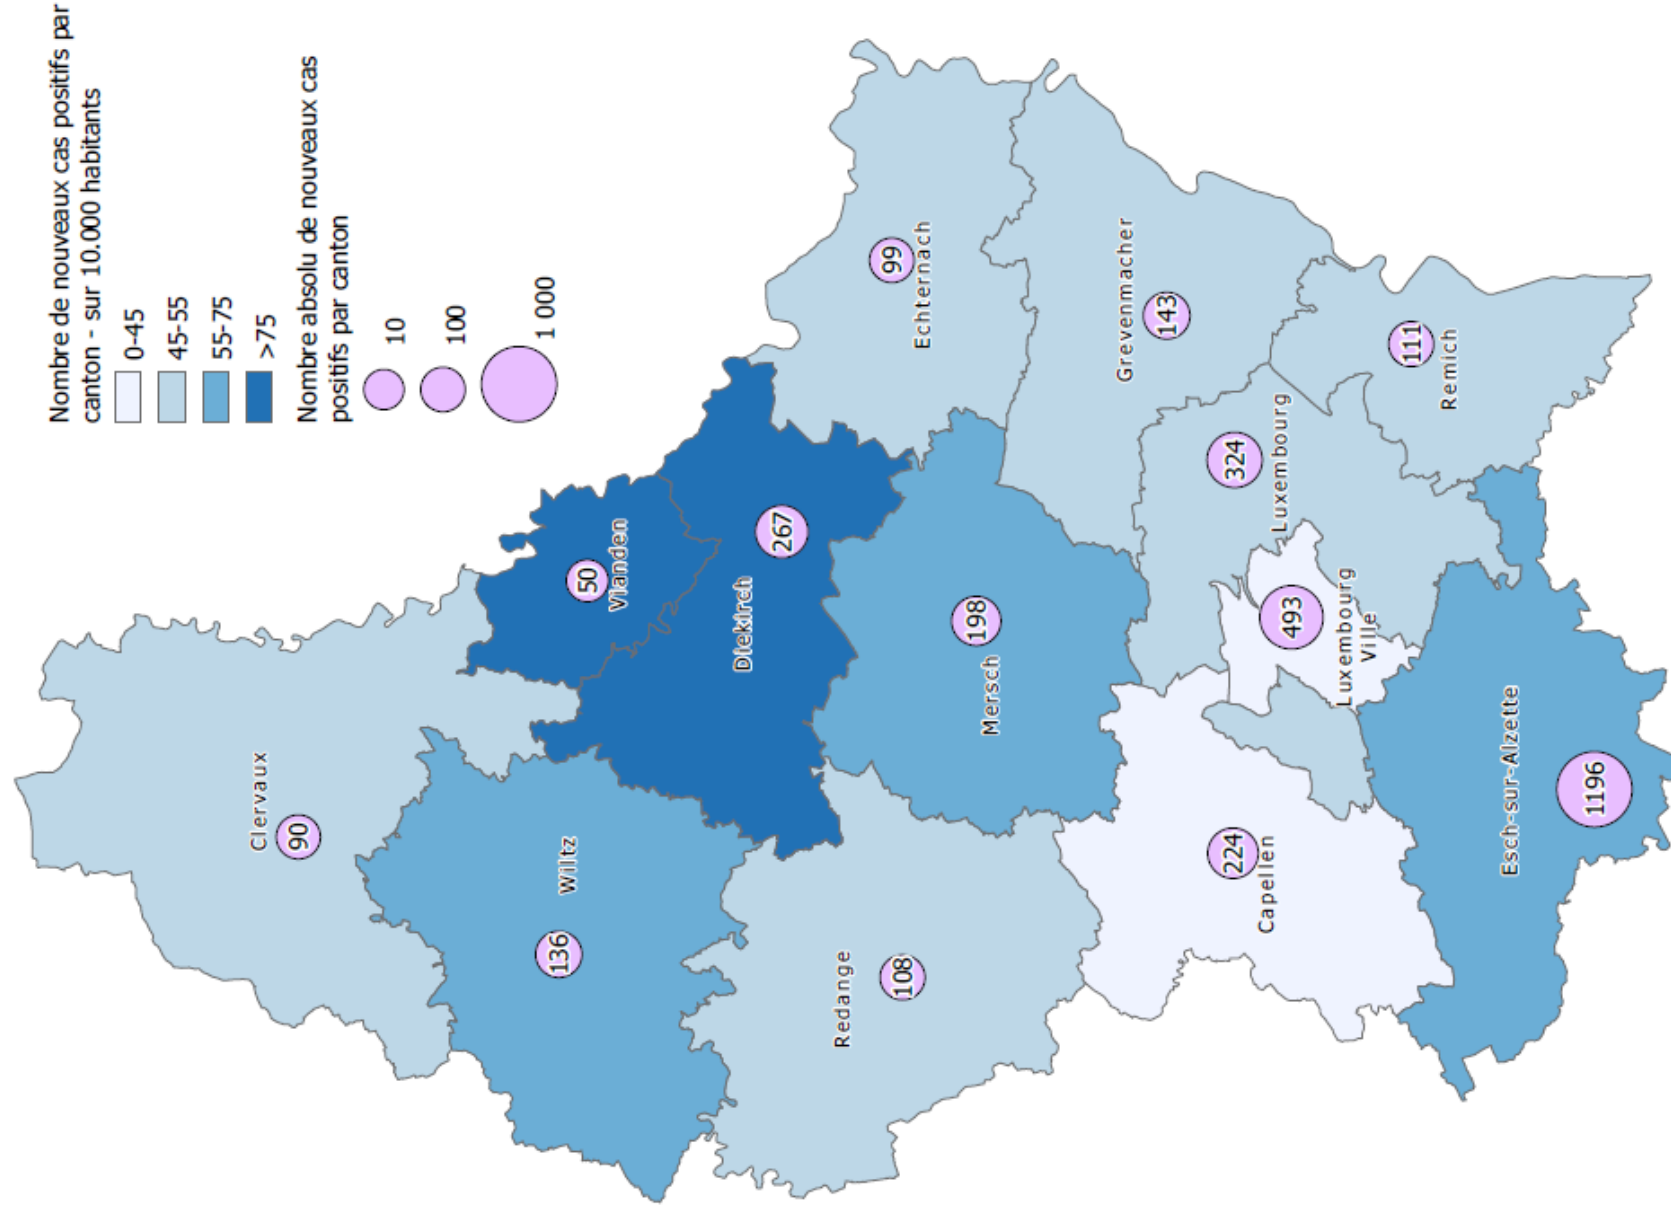 Nombre de nouveaux cas positifs par
canton - sur 10.000 habitants
0-45
45-55
55-75
>75
Nombre absolu de nouveaux cas
positifs par canton
10
100
1 000
Clervaux
90
Wiltz
136
50
Vianden
Diekirch
267
Redange
108
Mersch
198
99
Echternach
Grevenmacher
143
224
Capellen
324
Luxembourg
493
Luxembourg
Ville
111
Remich
Esch-sur-Alzette
1196